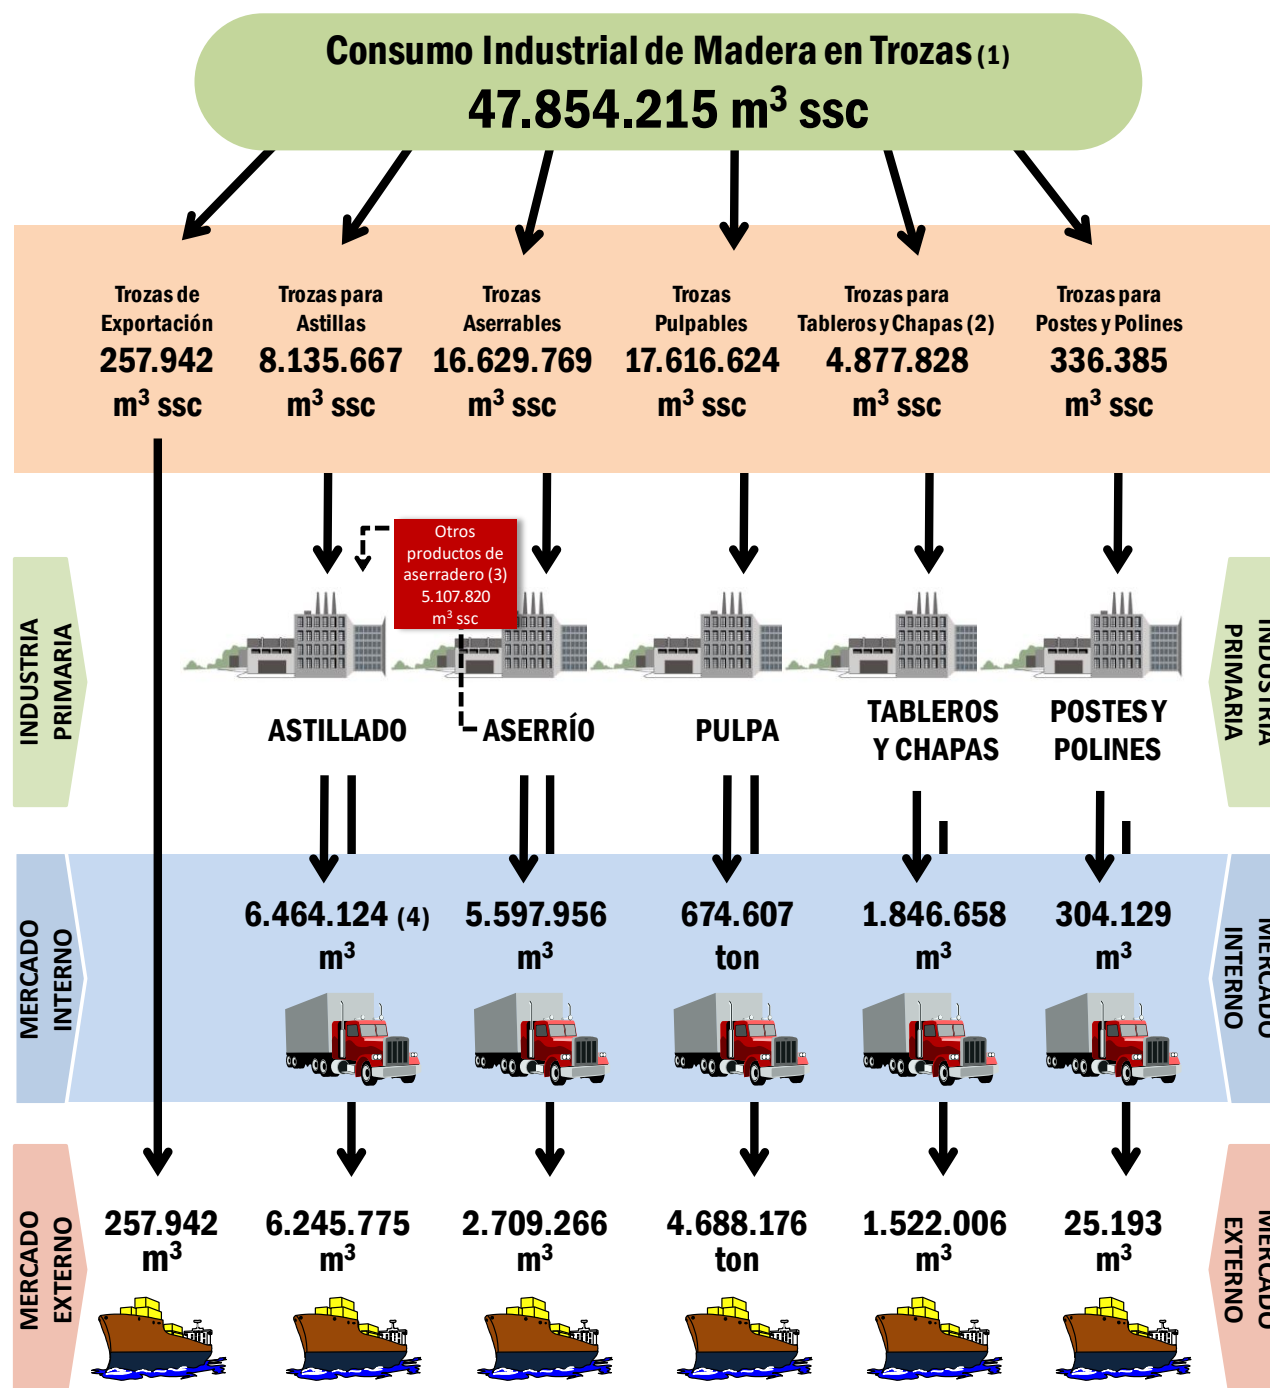 Consumo Industrial de Madera en Trozas (1)
47.854.215 m³ ssc
Trozas de
Exportación
257.942
m³ ssc
Trozas para
Astillas
8.135.667
m³ ssc
Trozas
Aserrables
16.629.769
m³ ssc
Trozas
Pulpables
17.616.624
m³ ssc
Trozas para
Tableros y Chapas (2)
4.877.828
m³ ssc
Trozas para
Postes y Polines
336.385
m³ ssc
Otros
productos de
aserradero (3)
5.107.820
m³ ssc
INDUSTRIA
PRIMARIA
ASTILLADO
ASERRÍO
PULPA
TABLEROS
Y CHAPAS
POSTES Y
POLINES
INDUSTRIA
PRIMARIA
MERCADO
INTERNO
6.464.124 (4)
m³
5.597.956
m³
674.607
ton
1.846.658
m³
304.129
m³
MERCADO
INTERNO
MERCADO
EXTERNO
257.942
m³
6.245.775
m³
2.709.266
m³
4.688.176
ton
1.522.006
m³
25.193
m³
MERCADO
EXTERNO